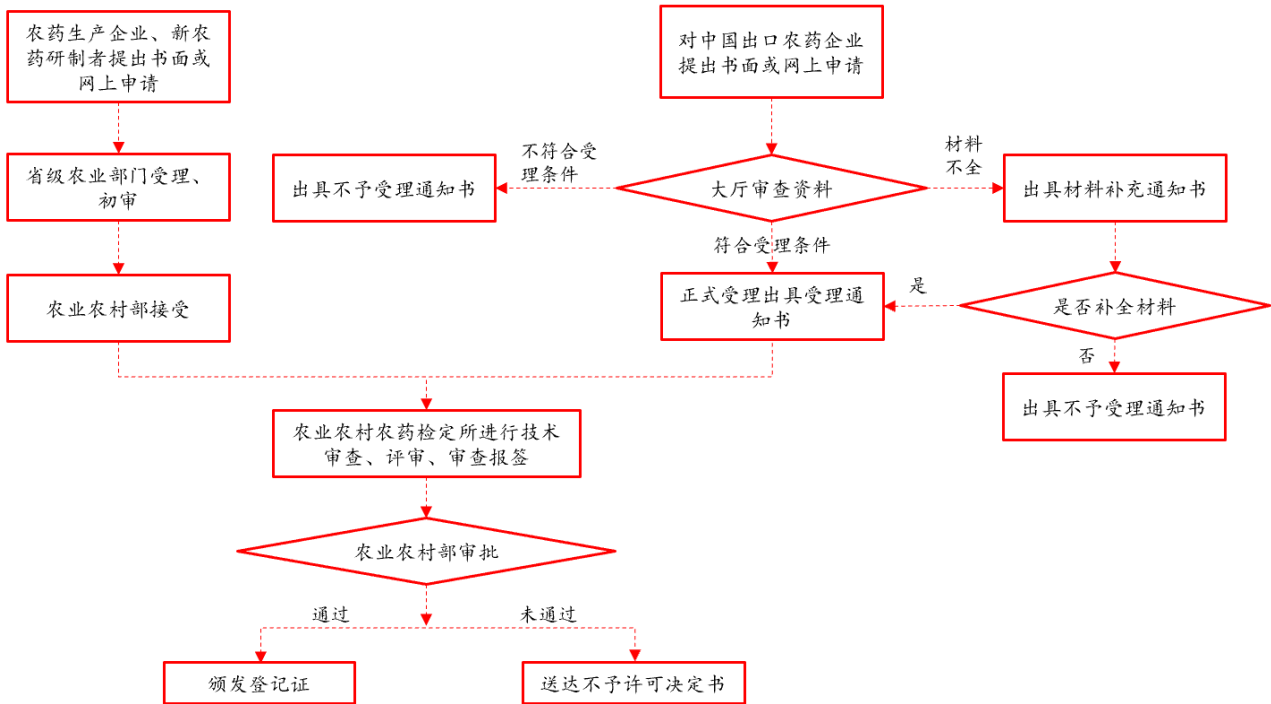 农药生产企业、新农
药研制者提出书面或
网上申请
对中国出口农药企业
提出书面或网上申请
省级农业部门受理、
初审
出具不予受理通知书
不符合受
理条件
大厅审查资料
材料
不全
出具材料补充通知书
符合受理条件
农业农村部接受
正式受理出具受理通
知书
是
是否补全材料
否
出具不予受理通知书
农业农村农药检定所进行技术
审查、评审、审查报签
农业农村部审批
通过
未通过
颁发登记证
送达不予许可决定书